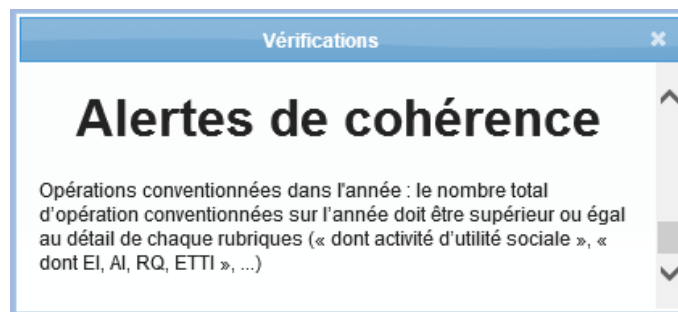 Vérifications
Alertes de cohérence
Opérations conventionnées dans l'année : le nombre total
d'opération conventionnées sur l'année doit être supérieur ou égal
au détail de chaque rubriques (« dont activité d'utilité sociale », «
dont EI, AI, RQ, ETTI », ...)